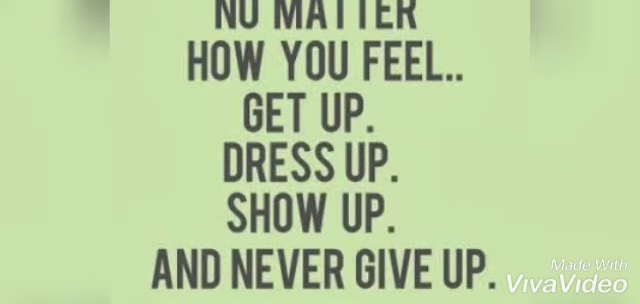 NO MATTER
HOW YOU FEEL..
GET UP.
DRESS UP.
SHOW UP.
AND NEVER GIVE UP.
Made With
VivaVideo